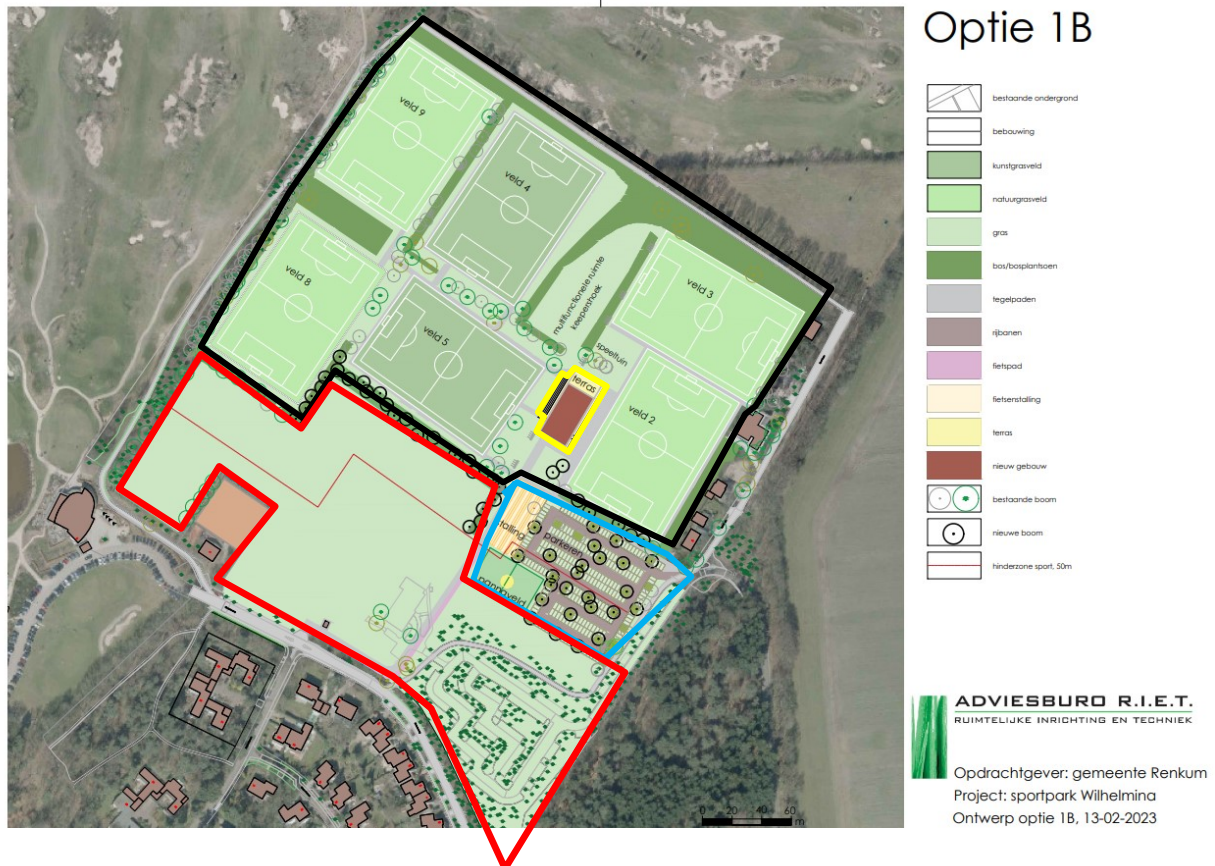 Optie 1B
bestaande ondergrond
bebouwing
kunstgrasveld
natuurgrasveld
gras
bos/bosplantsoen
tegelpaden
rijbanen
fietspad
fietsenstalling
terras
nieuw gebouw
bestaande boom
nieuwe boom
hinderzone sport, 50m
veld 9
veld 4
veld 8
veld 3
multifunctionele ruimte
keepershoek
veld 5
speeltuin
terras
veld 2
stalling
parkeren
pannaveld
0 20 40 60
m
ADVIESBURO R.I.E.T.
RUIMTELIJKE INRICHTING EN TECHNIEK
Opdrachtgever: gemeente Renkum
Project: sportpark Wilhelmina
Ontwerp optie 1B, 13-02-2023